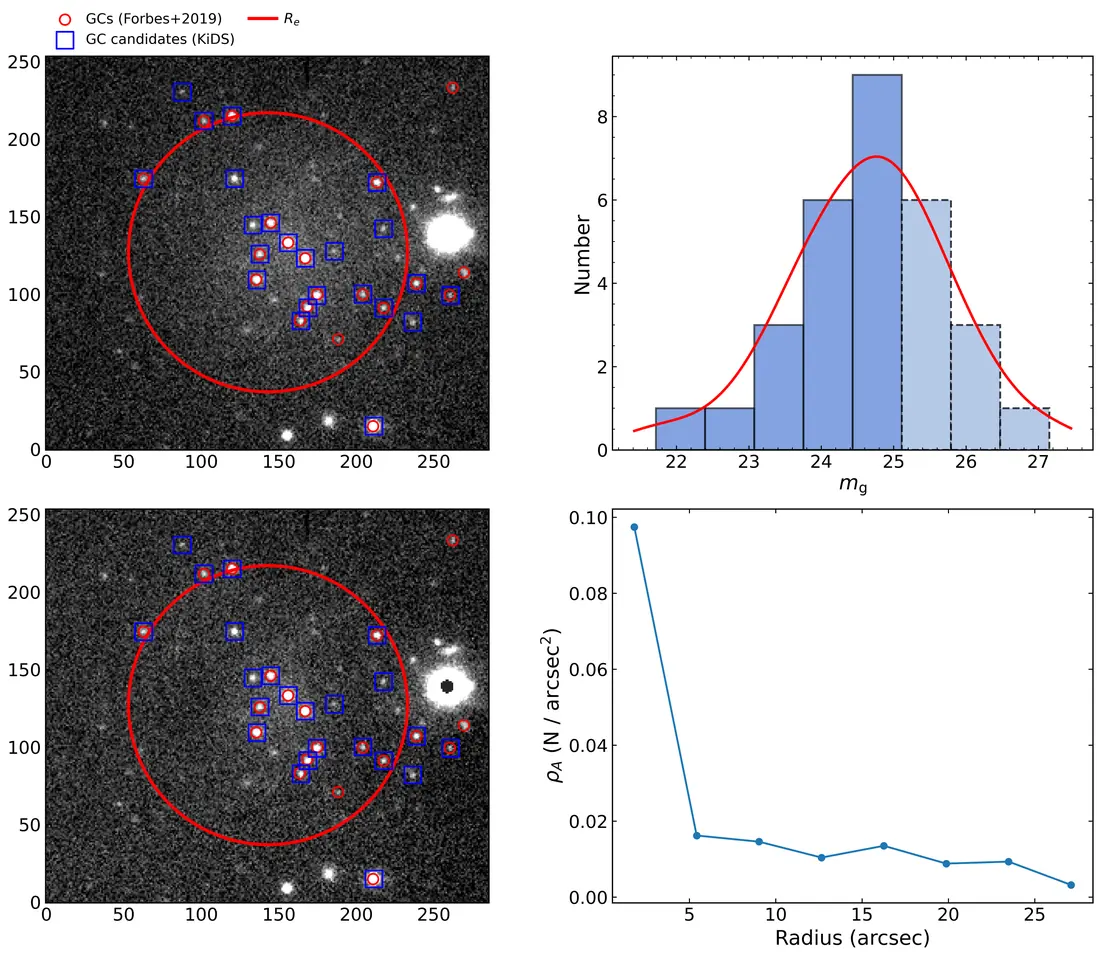 GCs (Forbes+2019)
R_e
GC candidates (KiDS)
250
200
150
100
50
0
0 50 100 150 200 250
8
6
4
2
0
Number
22 23 24 25 26 27
m_g
250
200
150
100
50
0
0 50 100 150 200 250
0.10
0.08
0.06
0.04
0.02
0.00
ρ_A (N / arcsec²)
5 10 15 20 25
Radius (arcsec)